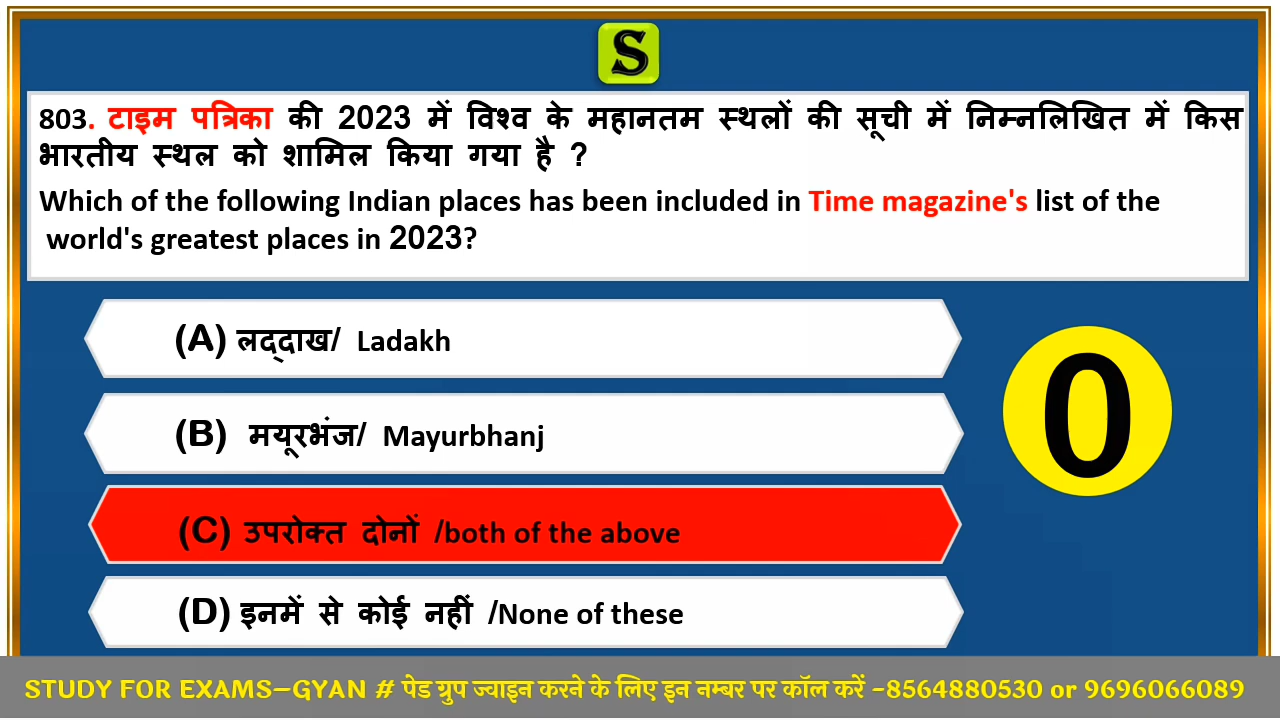 S
803. टाइम पत्रिका की 2023 में विश्व के महानतम स्थलों की सूची में निम्नलिखित में किस
भारतीय स्थल को शामिल किया गया है ?
Which of the following Indian places has been included in Time magazine's list of the
world's greatest places in 2023?
(A) लद्दाख/ Ladakh
(B) मयूरभंज/ Mayurbhanj
0
(C) उपरोक्त दोनों /both of the above
(D) इनमें से कोई नहीं /None of these
STUDY FOR EXAMS-GYAN # पेड ग्रुप ज्वाइन करने के लिए इन नम्बर पर कॉल करें -8564880530 or 9696066089